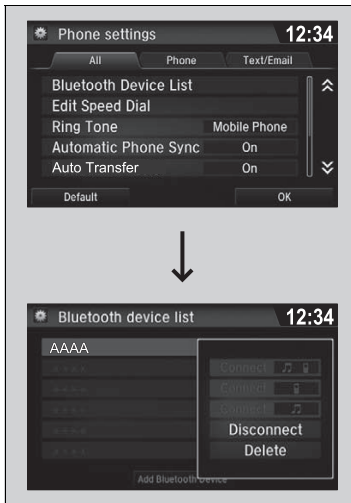 Phone settings 12:34
All Phone Text/Email
Bluetooth Device List
Edit Speed Dial
Ring Tone Mobile Phone
Automatic Phone Sync On
Auto Transfer On
Default OK
Bluetooth device list 12:34
AAAA
Connect
Connect
Connect
Disconnect
Delete
Add Bluetooth Device